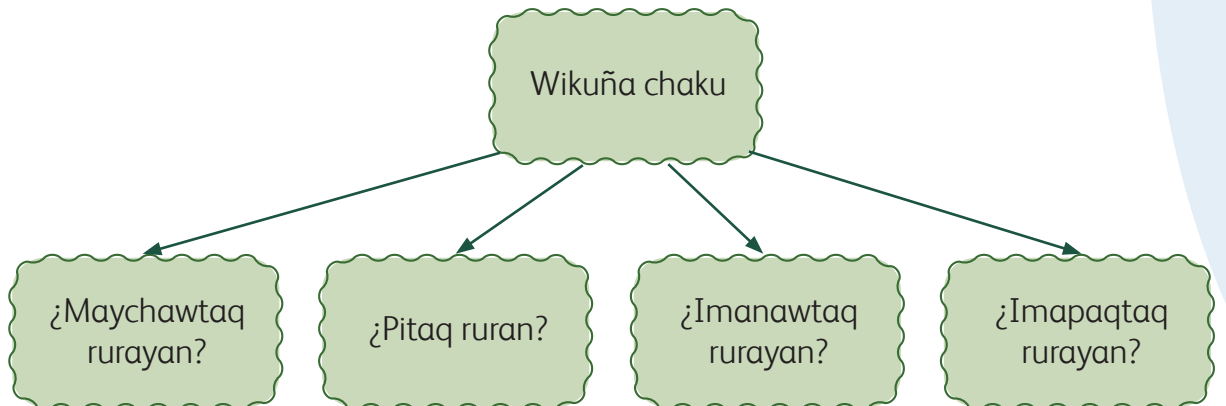 Wikuña chaku
¿Maychawtaq
rurayan?
¿Pitaq ruran?
¿Imanawtaq
rurayan?
¿Imapaqtaq
rurayan?